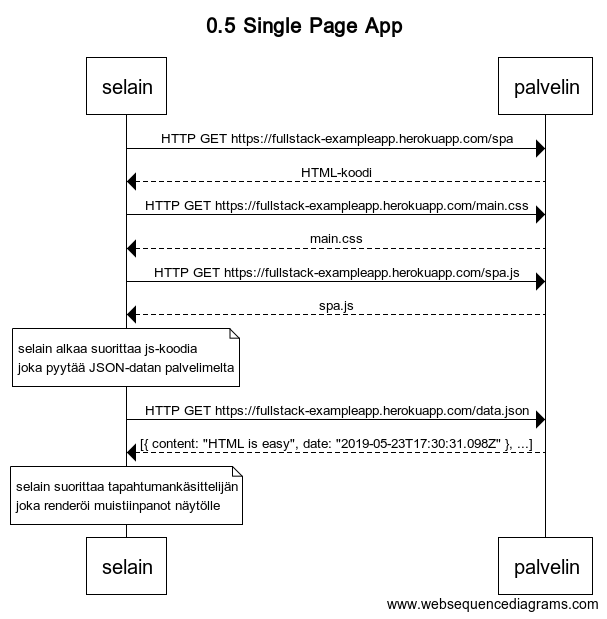 0.5 Single Page App
selain
palvelin
HTTP GET https://fullstack-exampleapp.herokuapp.com/spa
HTML-koodi
HTTP GET https://fullstack-exampleapp.herokuapp.com/main.css
main.css
HTTP GET https://fullstack-exampleapp.herokuapp.com/spa.js
spa.js
selain alkaa suorittaa js-koodia
joka pyytää JSON-datan palvelimelta
HTTP GET https://fullstack-exampleapp.herokuapp.com/data.json
[{ content: "HTML is easy", date: "2019-05-23T17:30:31.098Z" }, ...]
selain suorittaa tapahtumankäsittelijän
joka renderöi muistiinpanot näytölle
selain
palvelin
www.websequencediagrams.com